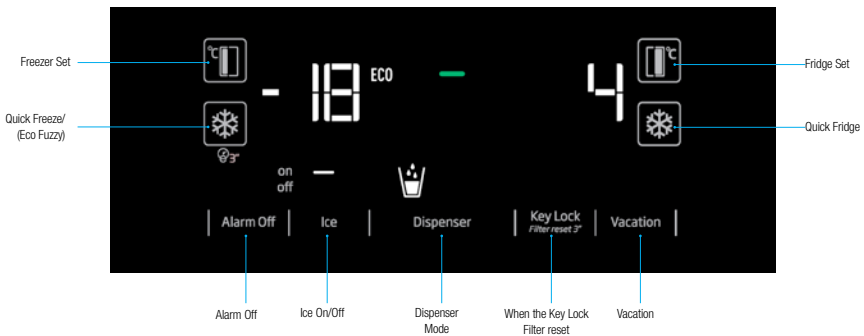 °C
°C
Freezer Set
- 18
ECO
4
Fridge Set
Quick Freeze/
(Eco Fuzzy)
Quick Fridge
3"
on
off
Alarm Off
Ice
Dispenser
Key Lock
Filter reset 3"
Vacation
Alarm Off
Ice On/Off
Dispenser
Mode
When the Key Lock
Filter reset
Vacation